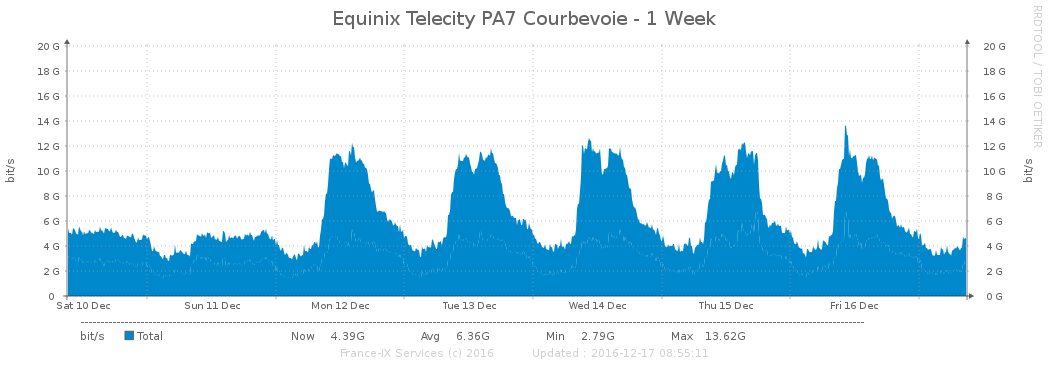 Equinix Telecity PA7 Courbevoie - 1 Week
RRDTOOL / TOBI OETIKER
bit/s
20 G 20 G
18 G 18 G
16 G 16 G
14 G 14 G
12 G 12 G
10 G 10 G
8 G 8 G
6 G 6 G
4 G 4 G
2 G 2 G
0 0 G
bit/s
Sat 10 Dec Sun 11 Dec Mon 12 Dec Tue 13 Dec Wed 14 Dec Thu 15 Dec Fri 16 Dec
bit/s Total Now 4.39G Avg 6.36G Min 2.79G Max 13.62G
France-IX Services (c) 2016 Updated : 2016-12-17 08:55:11